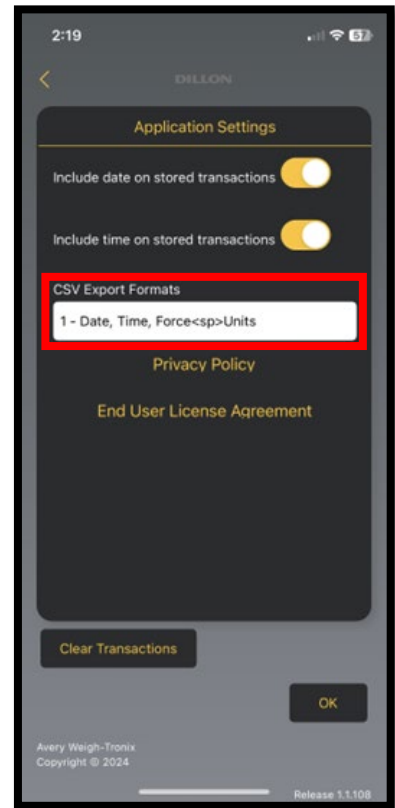 2:19
57
DILLON
Application Settings
Include date on stored transactions
Include time on stored transactions
CSV Export Formats
1 - Date, Time, Force<sp>Units
Privacy Policy
End User License Agreement
Clear Transactions
OK
Avery Weigh-Tronix
Copyright © 2024
Release 1.1.108